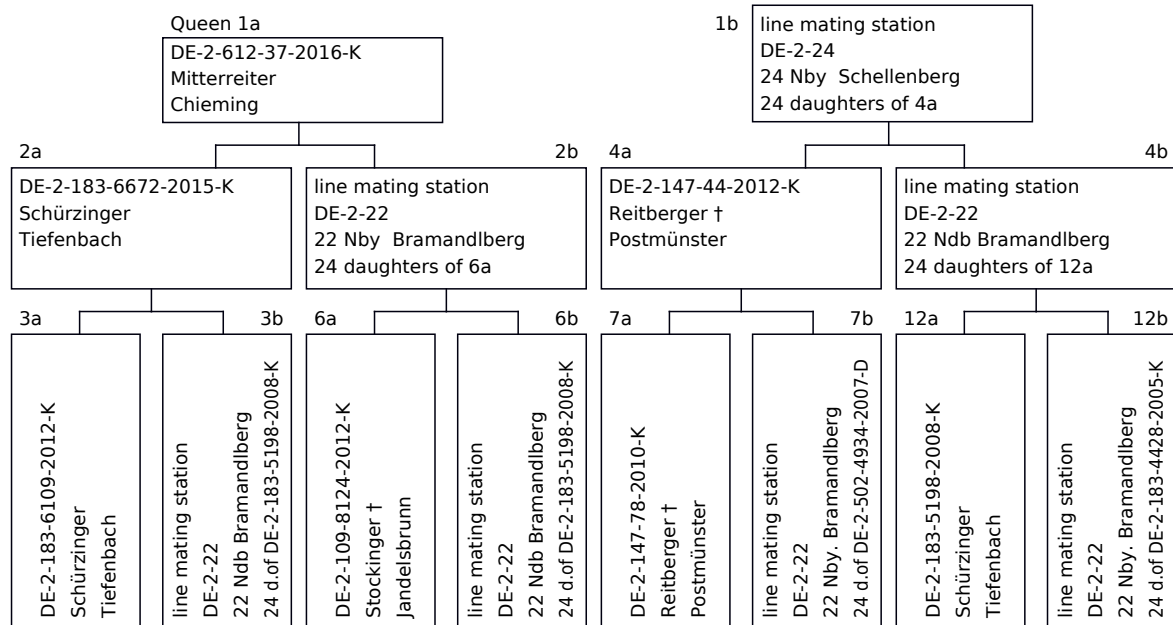 Queen 1a
DE-2-612-37-2016-K
Mitterreiter
Chieming
1b
line mating station
DE-2-24
24 Nby Schellenberg
24 daughters of 4a
2a
DE-2-183-6672-2015-K
Schürzinger
Tiefenbach
2b
line mating station
DE-2-22
22 Nby Bramandlberg
24 daughters of 6a
4a
DE-2-147-44-2012-K
Reitberger †
Postmünster
4b
line mating station
DE-2-22
22 Ndb Bramandlberg
24 daughters of 12a
3a
DE-2-183-6109-2012-K
Schürzinger
Tiefenbach
3b
line mating station
DE-2-22
22 Ndb Bramandlberg
24 d.of DE-2-183-5198-2008-K
6a
DE-2-109-8124-2012-K
Stockinger †
Jandelsbrunn
6b
line mating station
DE-2-22
22 Ndb Bramandlberg
24 d.of DE-2-183-5198-2008-K
7a
DE-2-147-78-2010-K
Reitberger †
Postmünster
7b
line mating station
DE-2-22
22 Nby. Bramandlberg
24 d.of DE-2-502-4934-2007-D
12a
DE-2-183-5198-2008-K
Schürzinger
Tiefenbach
12b
line mating station
DE-2-22
22 Nby. Bramandlberg
24 d.of DE-2-183-4428-2005-K